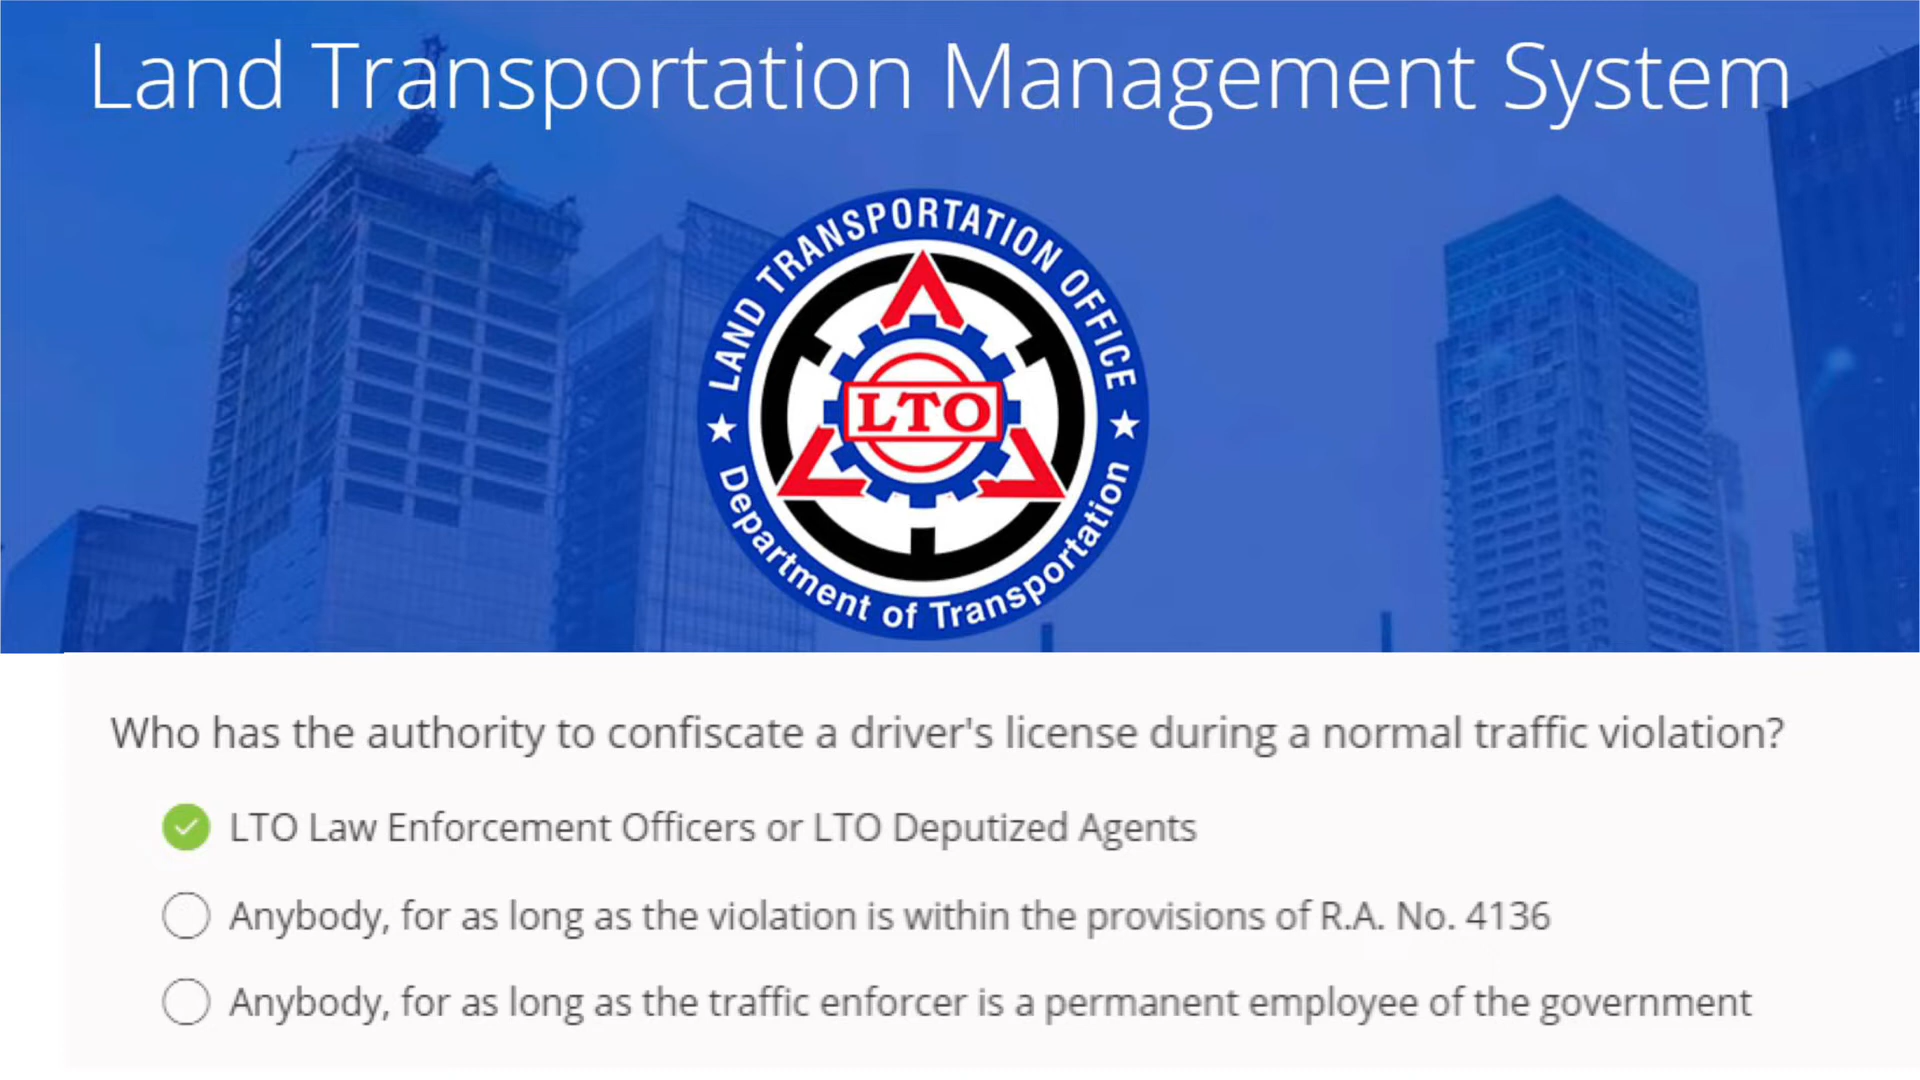 Land Transportation Management System
LAND TRANSPORTATION OFFICE
LTO
Department of Transportation
Who has the authority to confiscate a driver's license during a normal traffic violation?
LTO Law Enforcement Officers or LTO Deputized Agents
Anybody, for as long as the violation is within the provisions of R.A. No. 4136
Anybody, for as long as the traffic enforcer is a permanent employee of the government